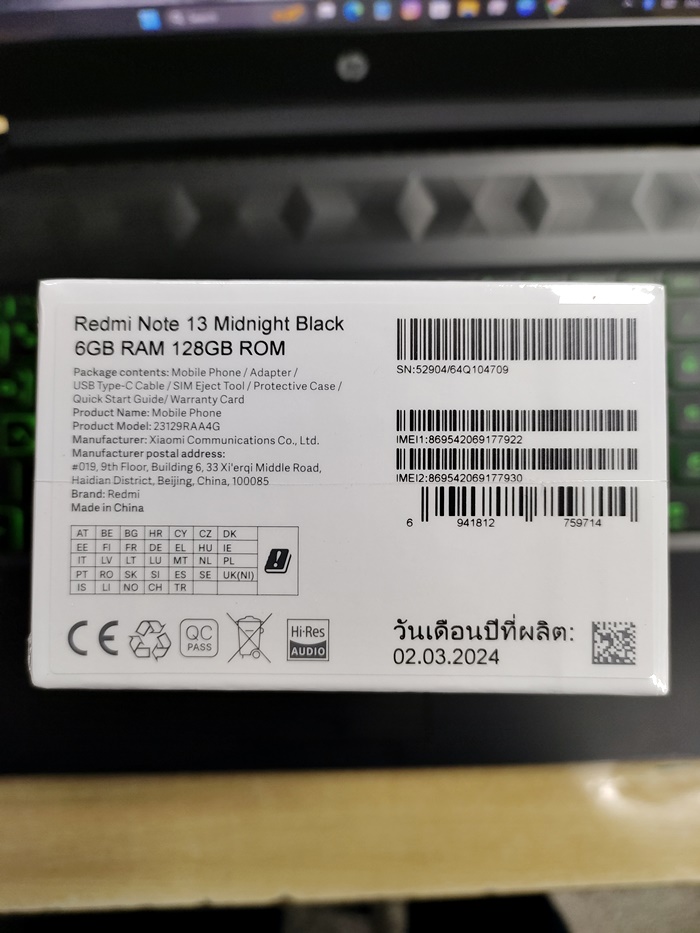 Search
hp
Redmi Note 13 Midnight Black
6GB RAM 128GB ROM
Package contents: Mobile Phone / Adapter /
USB Type-C Cable / SIM Eject Tool / Protective Case /
Quick Start Guide/ Warranty Card
Product Name: Mobile Phone
Product Model: 23129RAA4G
Manufacturer: Xiaomi Communications Co., Ltd.
Manufacturer postal address:
#019, 9th Floor, Building 6, 33 Xi'erqi Middle Road,
Haidian District, Beijing, China, 100085
Brand: Redmi
Made in China
AT BE BG HR CY CZ DK
EE FI FR DE EL HU IE
IT LV LT LU MT NL PL
PT RO SK SI ES SE UK(NI)
IS LI NO CH TR
CE
QC
PASS
Hi-Res
AUDIO
SN:52904/64Q104709
IMEI1:869542069177922
IMEI2:869542069177930
6 941812 759714
วันเดือนปีที่ผลิต:
02.03.2024